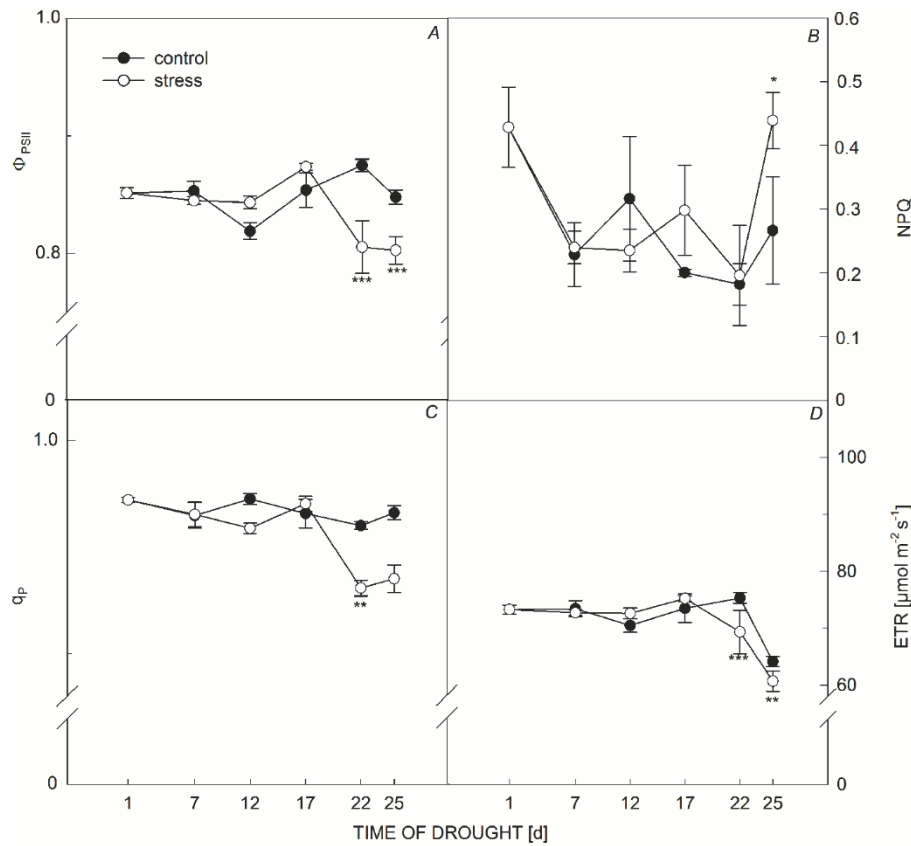 1.0
A
control
stress
Φ PSII
0.8
***
***
0
B
0.6
*
0.5
0.4
NPQ
0.3
0.2
0.1
0
C
1.0
qP
**
0
D
100
80
ETR [µmol m-2 s-1]
***
60
**
0
1 7 12 17 22 25
1 7 12 17 22 25
TIME OF DROUGHT [d]